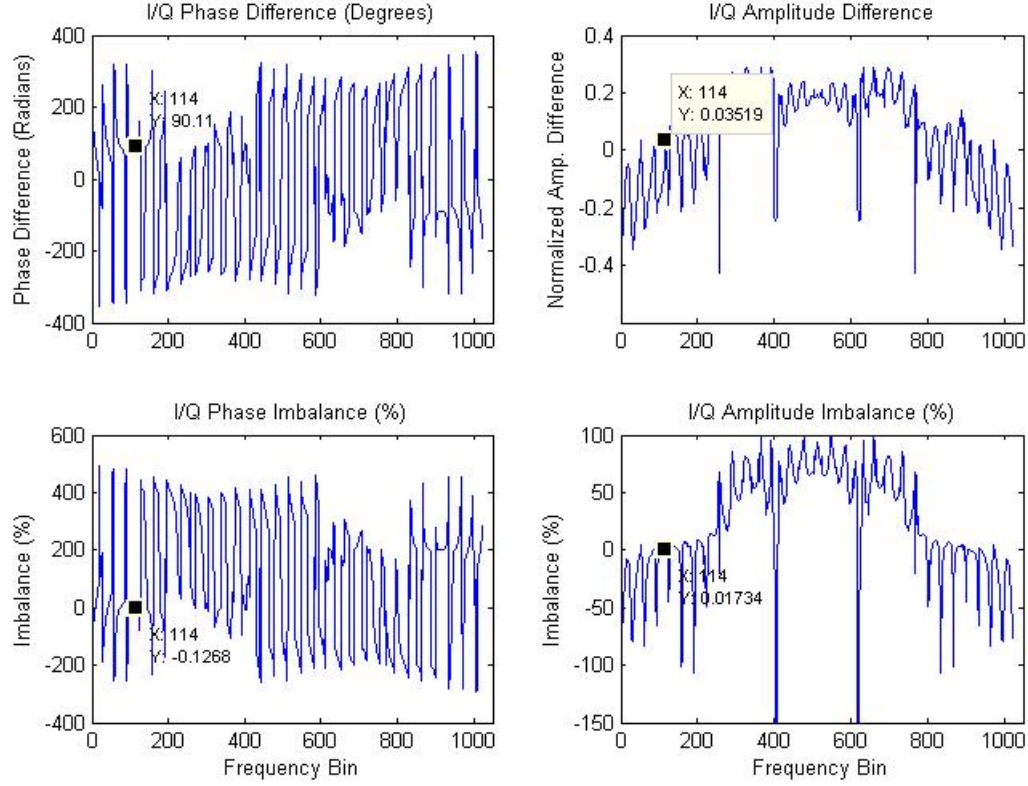 I/Q Phase Difference (Degrees)
Phase Difference (Radians)
400
200
0
-200
-400
0 200 400 600 800 1000
X: 114
Y: 90.11
I/Q Amplitude Difference
Normalized Amp. Difference
0.4
0.2
0
-0.2
-0.4
0 200 400 600 800 1000
X: 114
Y: 0.03519
I/Q Phase Imbalance (%)
Imbalance (%)
600
400
200
0
-200
-400
0 200 400 600 800 1000
Frequency Bin
X: 114
Y: -0.1268
I/Q Amplitude Imbalance (%)
Imbalance (%)
100
50
0
-50
-100
-150
0 200 400 600 800 1000
Frequency Bin
X: 114
Y: 0.01734